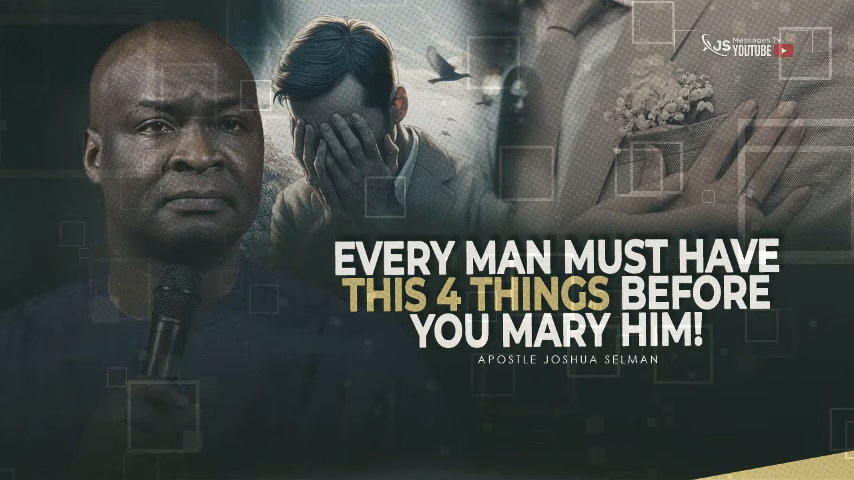 JS Messages Tv
YOUTUBE
EVERY MAN MUST HAVE
THIS 4 THINGS BEFORE
YOU MARY HIM!
APOSTLE JOSHUA SELMAN